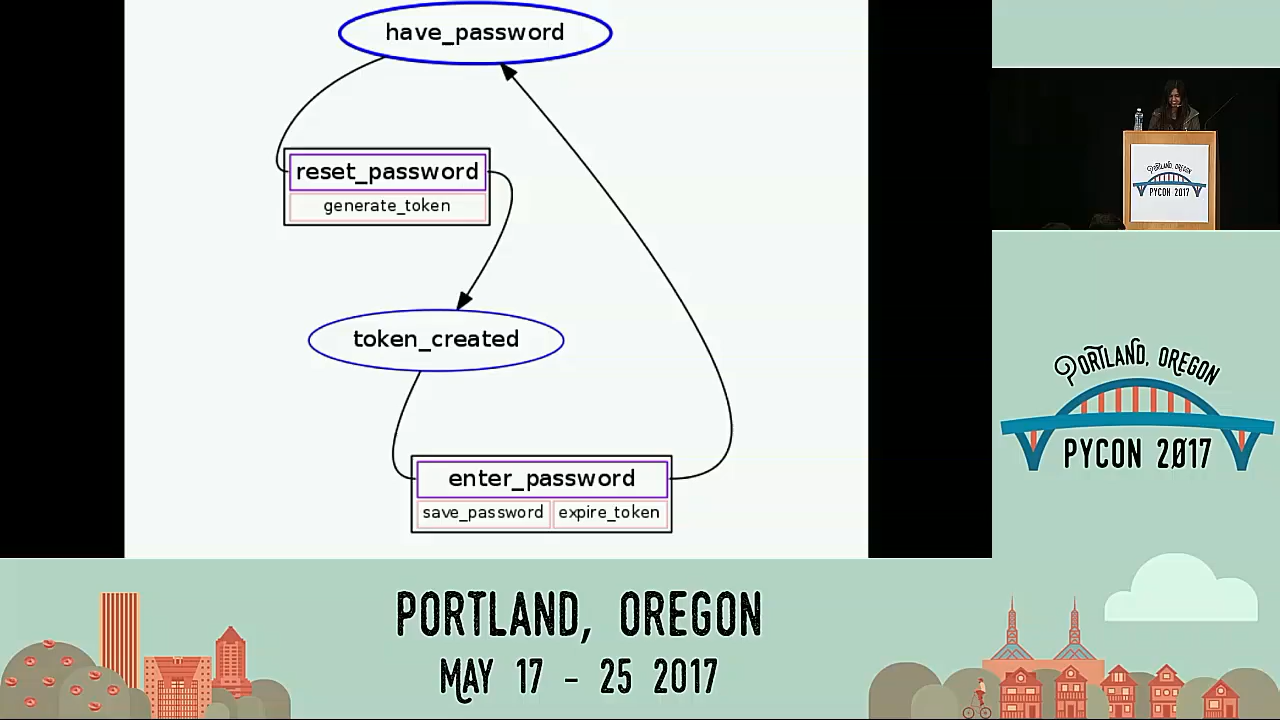 have_password
reset_password
generate_token
token_created
enter_password
save_password expire_token
PORTLAND, OREGON
PYCON 2017
PORTLAND, OREGON
PYCON 2017
PORTLAND, OREGON
MAY 17 - 25 2017